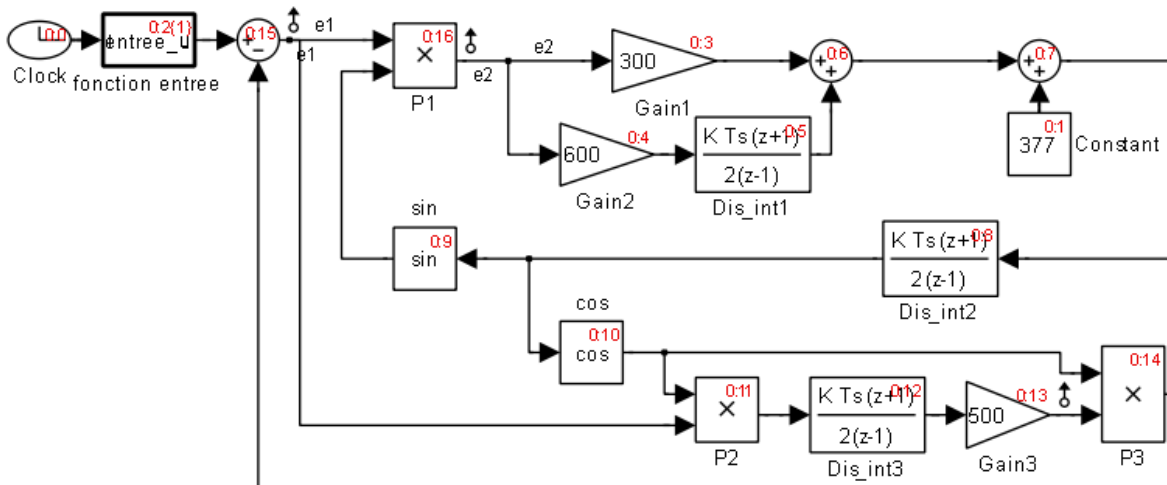 0:0
Clock
0:2{1}
entree_u
fonction entree
0:15
+
−
e1
e1
0:16
×
P1
e2
e2
0:3
300
Gain1
0:4
600
Gain2
0:5
K Ts(z+1)
2(z-1)
Dis_int1
0:6
+
+
0:7
+
+
0:1
377
Constant
sin
0:9
sin
0:8
K Ts(z+1)
2(z-1)
Dis_int2
cos
0:10
cos
0:11
×
P2
0:12
K Ts(z+1)
2(z-1)
Dis_int3
0:13
500
Gain3
0:14
×
P3